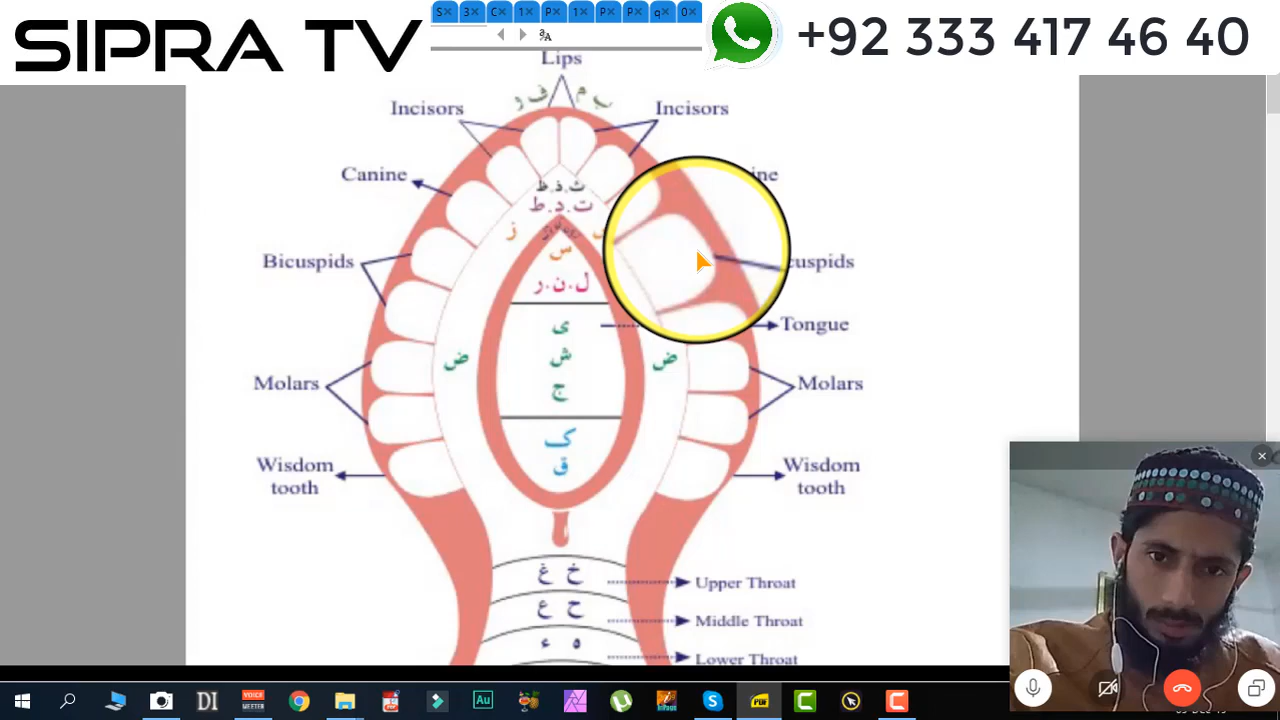 SIPRA TV
+92 333 417 46 40
Lips
ب م
Incisors
Incisors
Canine
ث.ذ.ظ
ت.د.ط
ز
س
ل.ن.ر
Bicuspids
cuspids
ى
Tongue
ض
ش
ض
ج
Molars
Molars
ک
ق
Wisdom
tooth
Wisdom
tooth
خ غ
Upper Throat
ح ع
Middle Throat
ه ء
Lower Throat